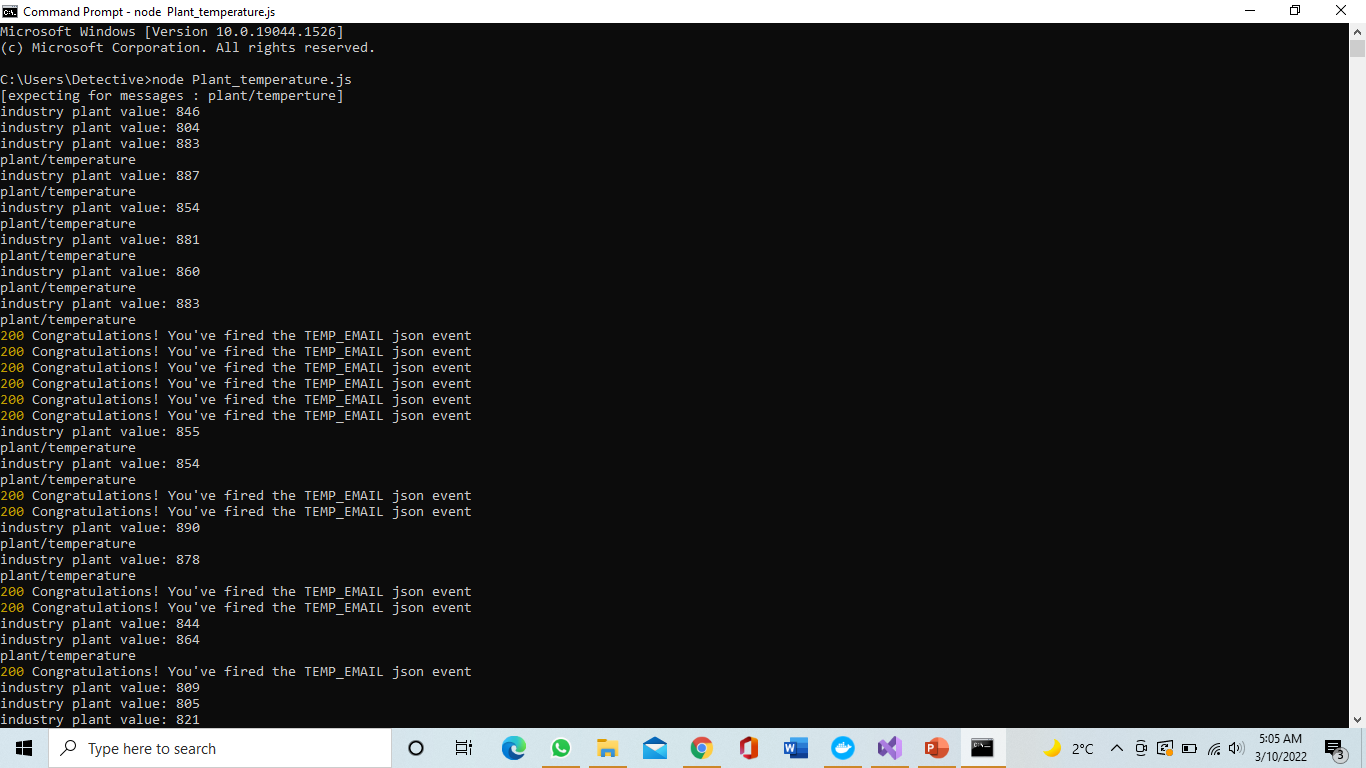 Command Prompt - node Plant_temperature.js
Microsoft Windows [Version 10.0.19044.1526]
(c) Microsoft Corporation. All rights reserved.
C:\Users\Detective>node Plant_temperature.js
[expecting for messages : plant/temperture]
industry plant value: 846
industry plant value: 804
industry plant value: 883
plant/temperature
industry plant value: 887
plant/temperature
industry plant value: 854
plant/temperature
industry plant value: 881
plant/temperature
industry plant value: 860
plant/temperature
industry plant value: 883
plant/temperature
200 Congratulations! You've fired the TEMP_EMAIL json event
200 Congratulations! You've fired the TEMP_EMAIL json event
200 Congratulations! You've fired the TEMP_EMAIL json event
200 Congratulations! You've fired the TEMP_EMAIL json event
200 Congratulations! You've fired the TEMP_EMAIL json event
200 Congratulations! You've fired the TEMP_EMAIL json event
industry plant value: 855
plant/temperature
industry plant value: 854
plant/temperature
200 Congratulations! You've fired the TEMP_EMAIL json event
200 Congratulations! You've fired the TEMP_EMAIL json event
industry plant value: 890
plant/temperature
industry plant value: 878
plant/temperature
200 Congratulations! You've fired the TEMP_EMAIL json event
200 Congratulations! You've fired the TEMP_EMAIL json event
industry plant value: 844
industry plant value: 864
plant/temperature
200 Congratulations! You've fired the TEMP_EMAIL json event
industry plant value: 809
industry plant value: 805
industry plant value: 821
Type here to search
2°C
5:05 AM
3/10/2022
3